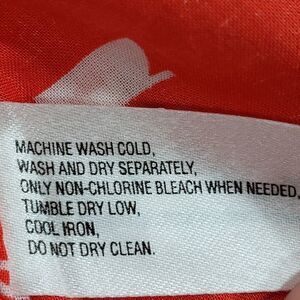 MACHINE WASH COLD,
WASH AND DRY SEPARATELY,
ONLY NON-CHLORINE BLEACH WHEN NEEDED,
TUMBLE DRY LOW,
COOL IRON,
DO NOT DRY CLEAN.